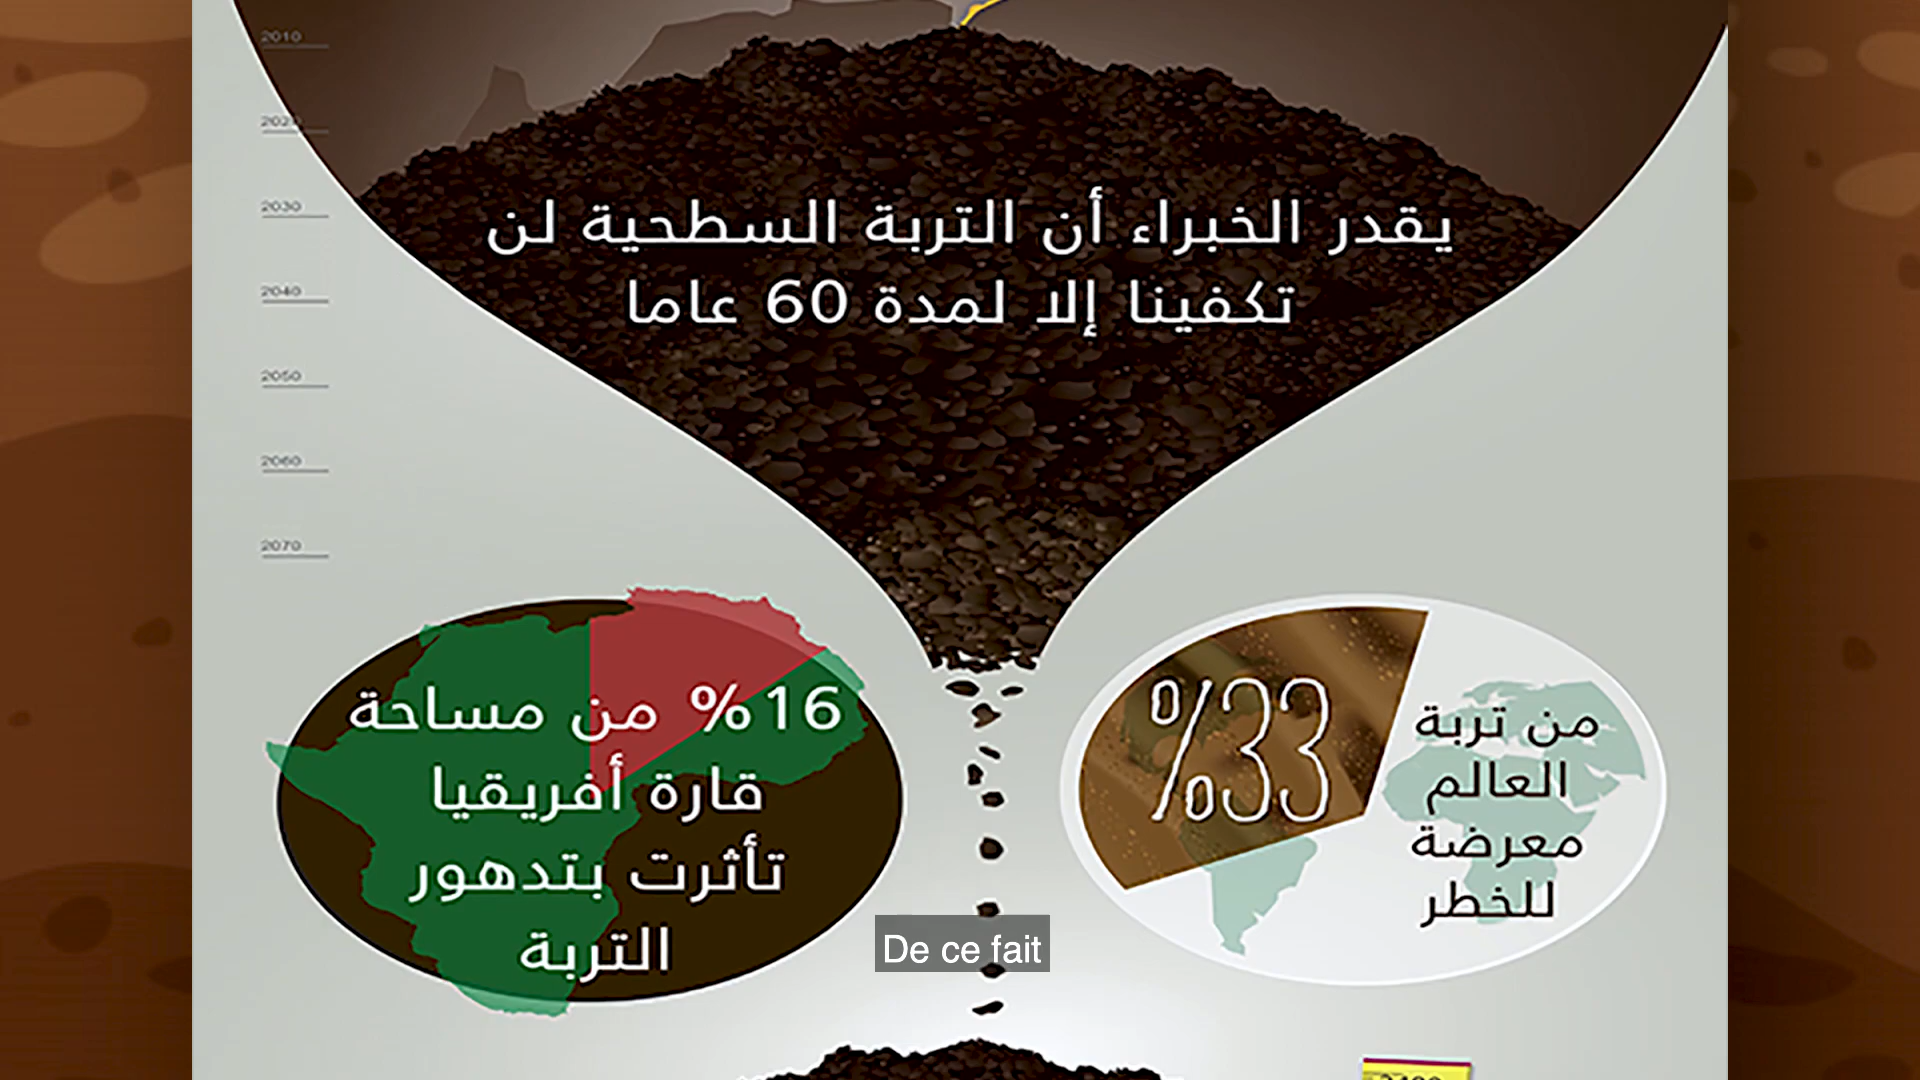 2010
2020
2030
2040
2050
2060
2070
يقدر الخبراء أن التربة السطحية لن
تكفينا إلا لمدة 60 عاما
%33
من تربة
العالم
معرضة
للخطر
16% من مساحة
قارة أفريقيا
تأثرت بتدهور
التربة
De ce fait